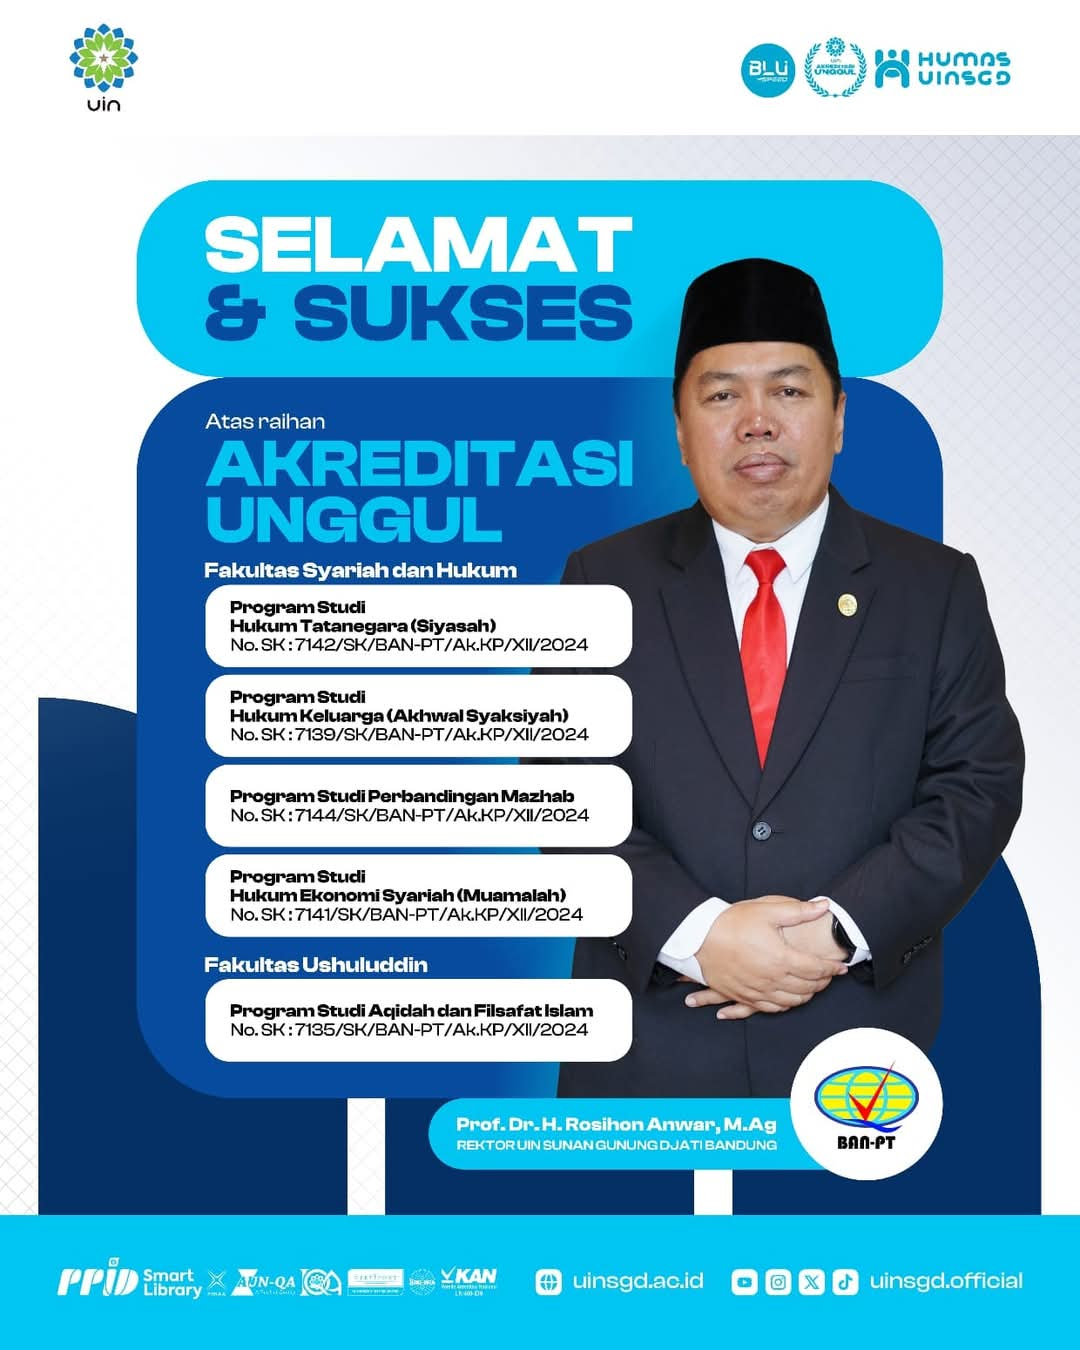 uin
BLU
SPEED
uin
AKREDITASI
UNGGUL
HUMAS
UINSGD
SELAMAT
& SUKSES
Atas raihan
AKREDITASI
UNGGUL
Fakultas Syariah dan Hukum
Program Studi
Hukum Tatanegara (Siyasah)
No. SK : 7142/SK/BAN-PT/Ak.KP/XII/2024
Program Studi
Hukum Keluarga (Akhwal Syaksiyah)
No. SK : 7139/SK/BAN-PT/Ak.KP/XII/2024
Program Studi Perbandingan Mazhab
No. SK : 7144/SK/BAN-PT/Ak.KP/XII/2024
Program Studi
Hukum Ekonomi Syariah (Muamalah)
No. SK : 7141/SK/BAN-PT/Ak.KP/XII/2024
Fakultas Ushuluddin
Program Studi Aqidah dan Filsafat Islam
No. SK : 7135/SK/BAN-PT/Ak.KP/XII/2024
Prof. Dr. H. Rosihon Anwar, M.Ag
REKTOR UIN SUNAN GUNUNG DJATI BANDUNG
BAN-PT
PPID
Smart
Library
AUN-QA
KAN
uinsgd.ac.id
uinsgd.official